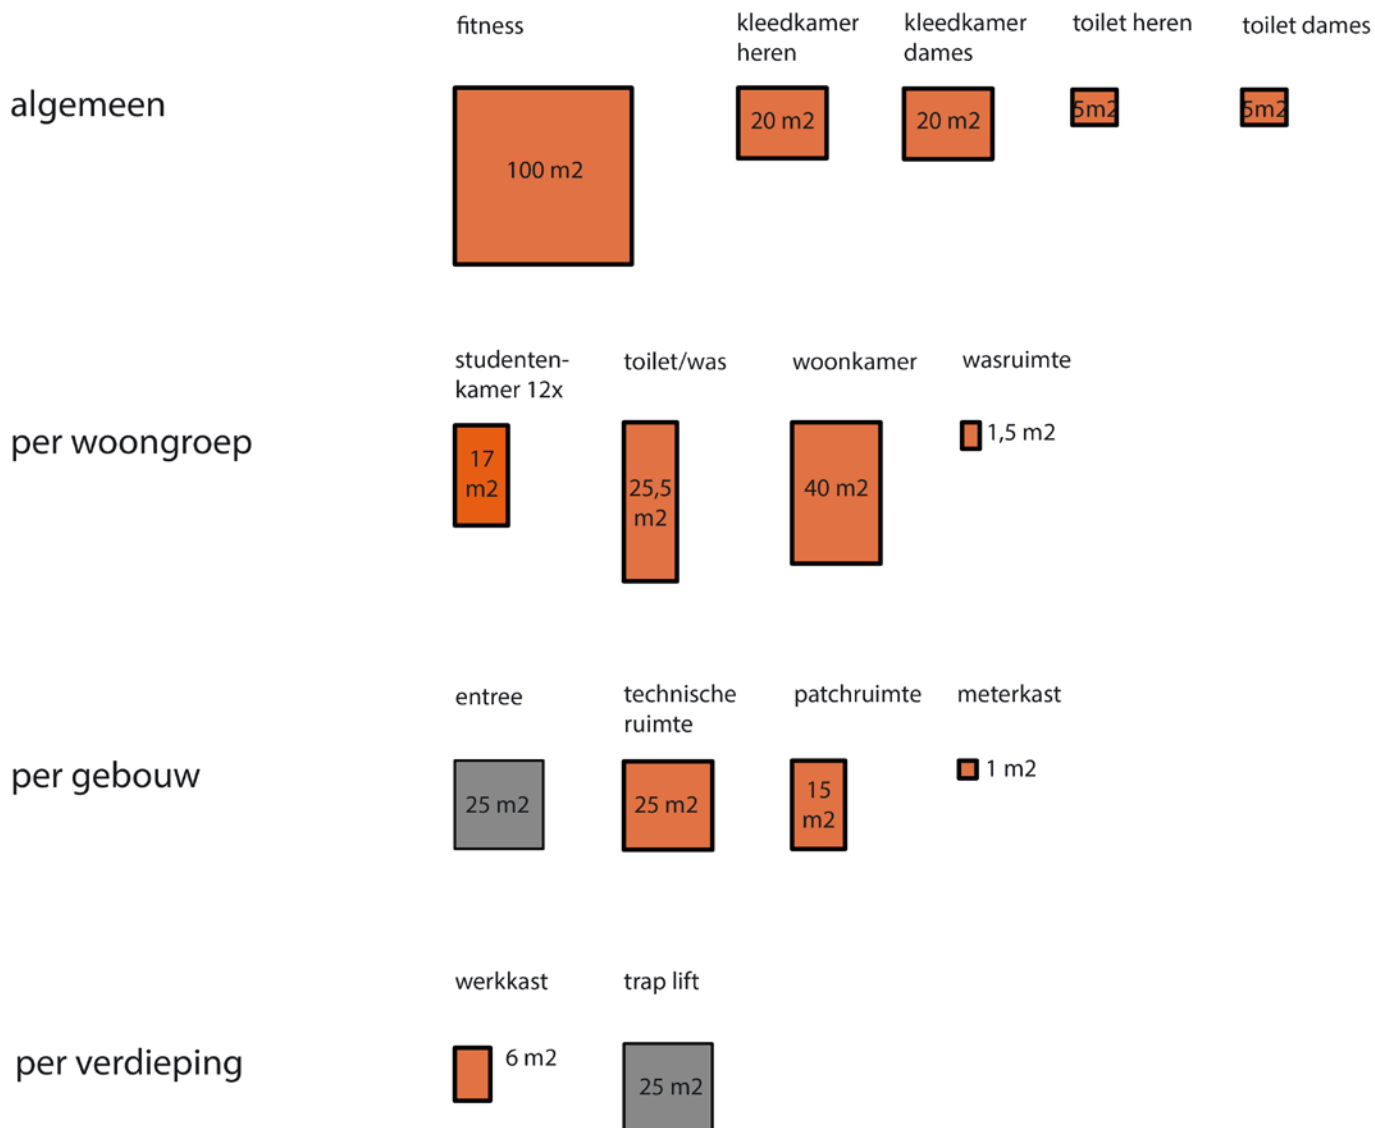 fitness
kleedkamer
heren
kleedkamer
dames
toilet heren
toilet dames
algemeen
100 m2
20 m2
20 m2
5m2
5m2
studenten-
kamer 12x
toilet/was
woonkamer
wasruimte
per woongroep
17
m2
25,5
m2
40 m2
1,5 m2
entree
technische
ruimte
patchruimte
meterkast
per gebouw
25 m2
25 m2
15
m2
1 m2
werkkast
trap lift
per verdieping
6 m2
25 m2